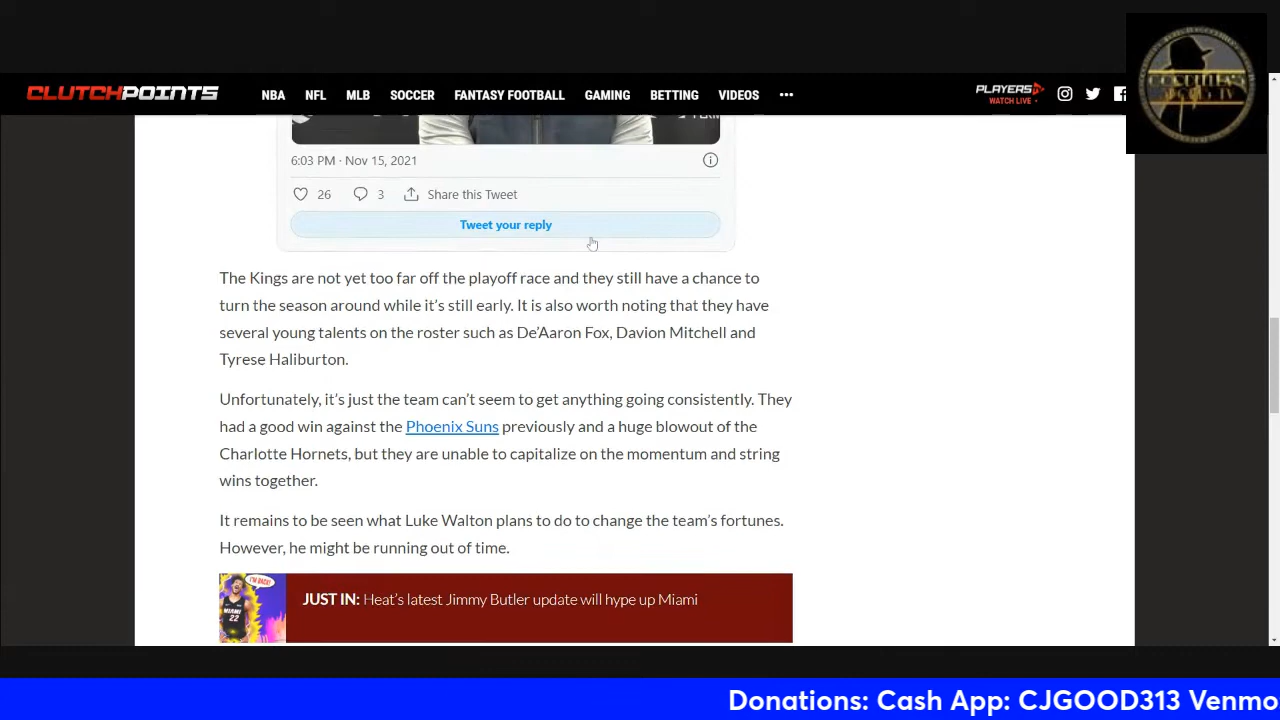 CLUTCHPOINTS NBA NFL MLB SOCCER FANTASY FOOTBALL GAMING BETTING VIDEOS ••• PLAYERS
WATCH LIVE
6:03 PM · Nov 15, 2021
26 3 Share this Tweet
Tweet your reply
The Kings are not yet too far off the playoff race and they still have a chance to
turn the season around while it’s still early. It is also worth noting that they have
several young talents on the roster such as De’Aaron Fox, Davion Mitchell and
Tyrese Haliburton.
Unfortunately, it’s just the team can’t seem to get anything going consistently. They
had a good win against the Phoenix Suns previously and a huge blowout of the
Charlotte Hornets, but they are unable to capitalize on the momentum and string
wins together.
It remains to be seen what Luke Walton plans to do to change the team’s fortunes.
However, he might be running out of time.
I'M BACK!
MIAMI
22
JUST IN: Heat’s latest Jimmy Butler update will hype up Miami
Donations: Cash App: CJGOOD313 Venmo